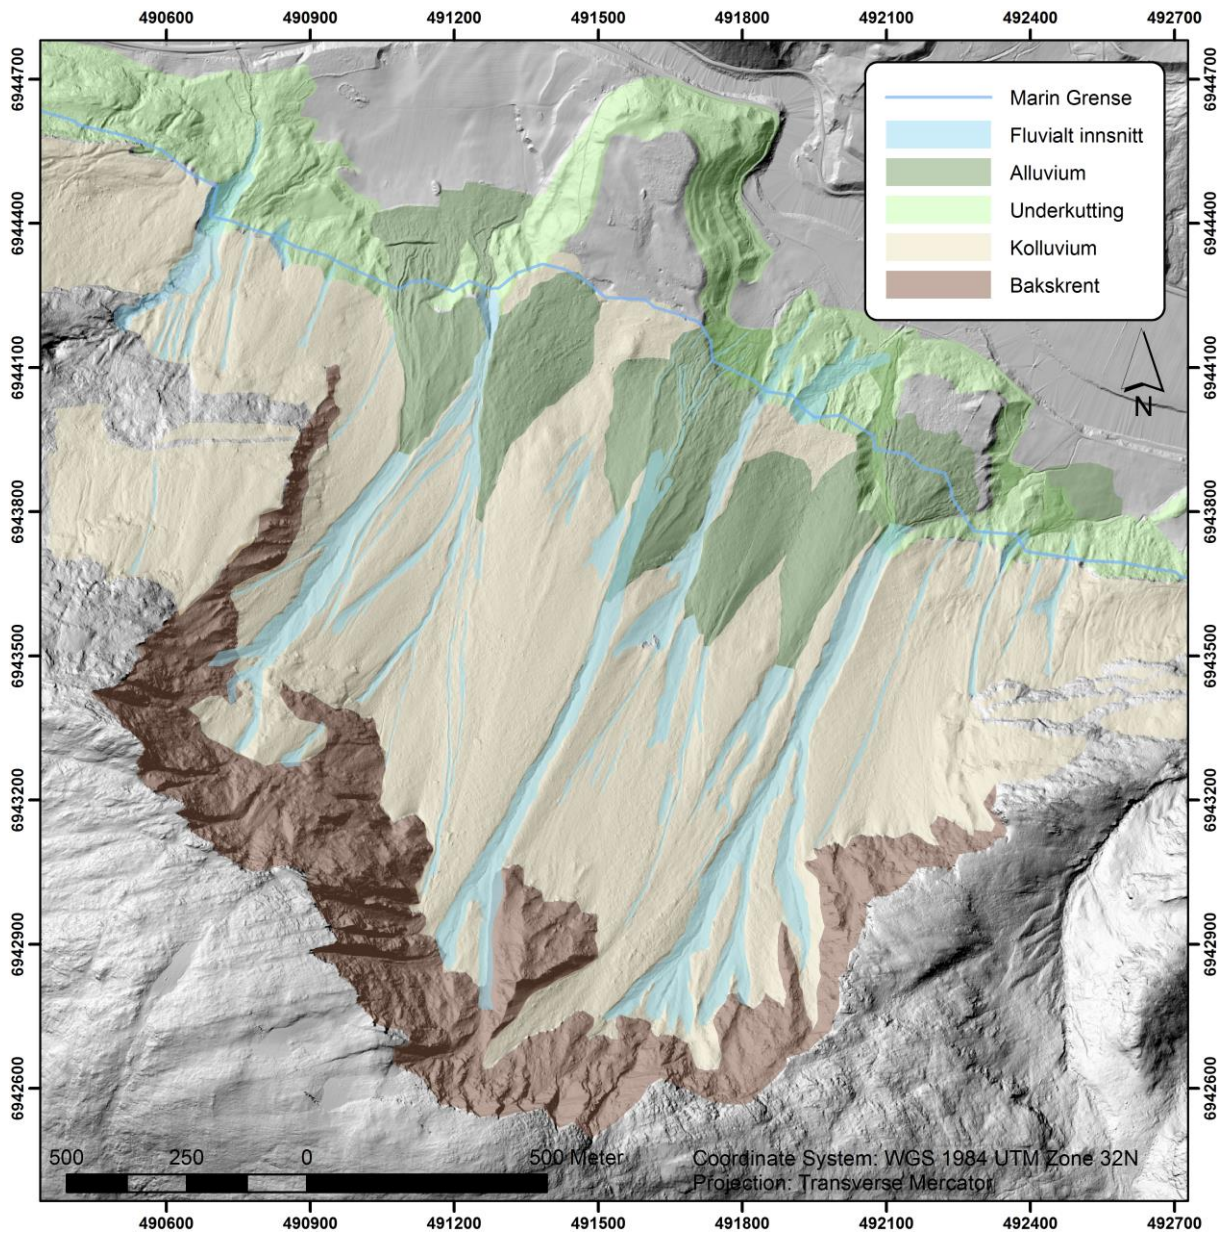 490600 490900 491200 491500 491800 492100 492400 492700
6944700 6944700
Marin Grense
Fluvialt innsnitt
Alluvium
Underkutting
Kolluvium
Bakskrent
6944400 6944400
6944100 6944100
N
6943800 6943800
6943500 6943500
6943200 6943200
6942900 6942900
6942600 6942600
500 250 0 500 Meter
Coordinate System: WGS 1984 UTM Zone 32N
Projection: Transverse Mercator
490600 490900 491200 491500 491800 492100 492400 492700